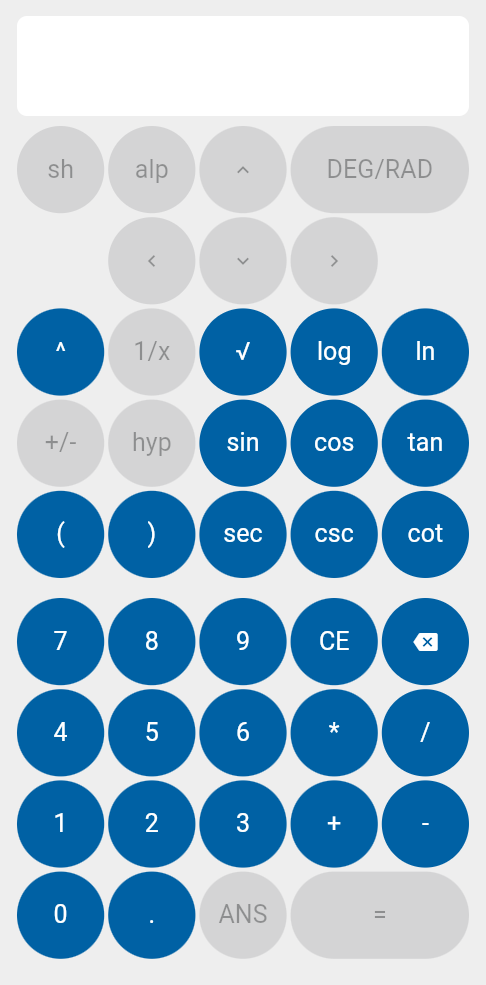 sh alp ^ DEG/RAD
< ⌄ >
^ 1/x √ log ln
+/- hyp sin cos tan
( ) sec csc cot
7 8 9 CE
4 5 6 * /
1 2 3 + -
0 . ANS =